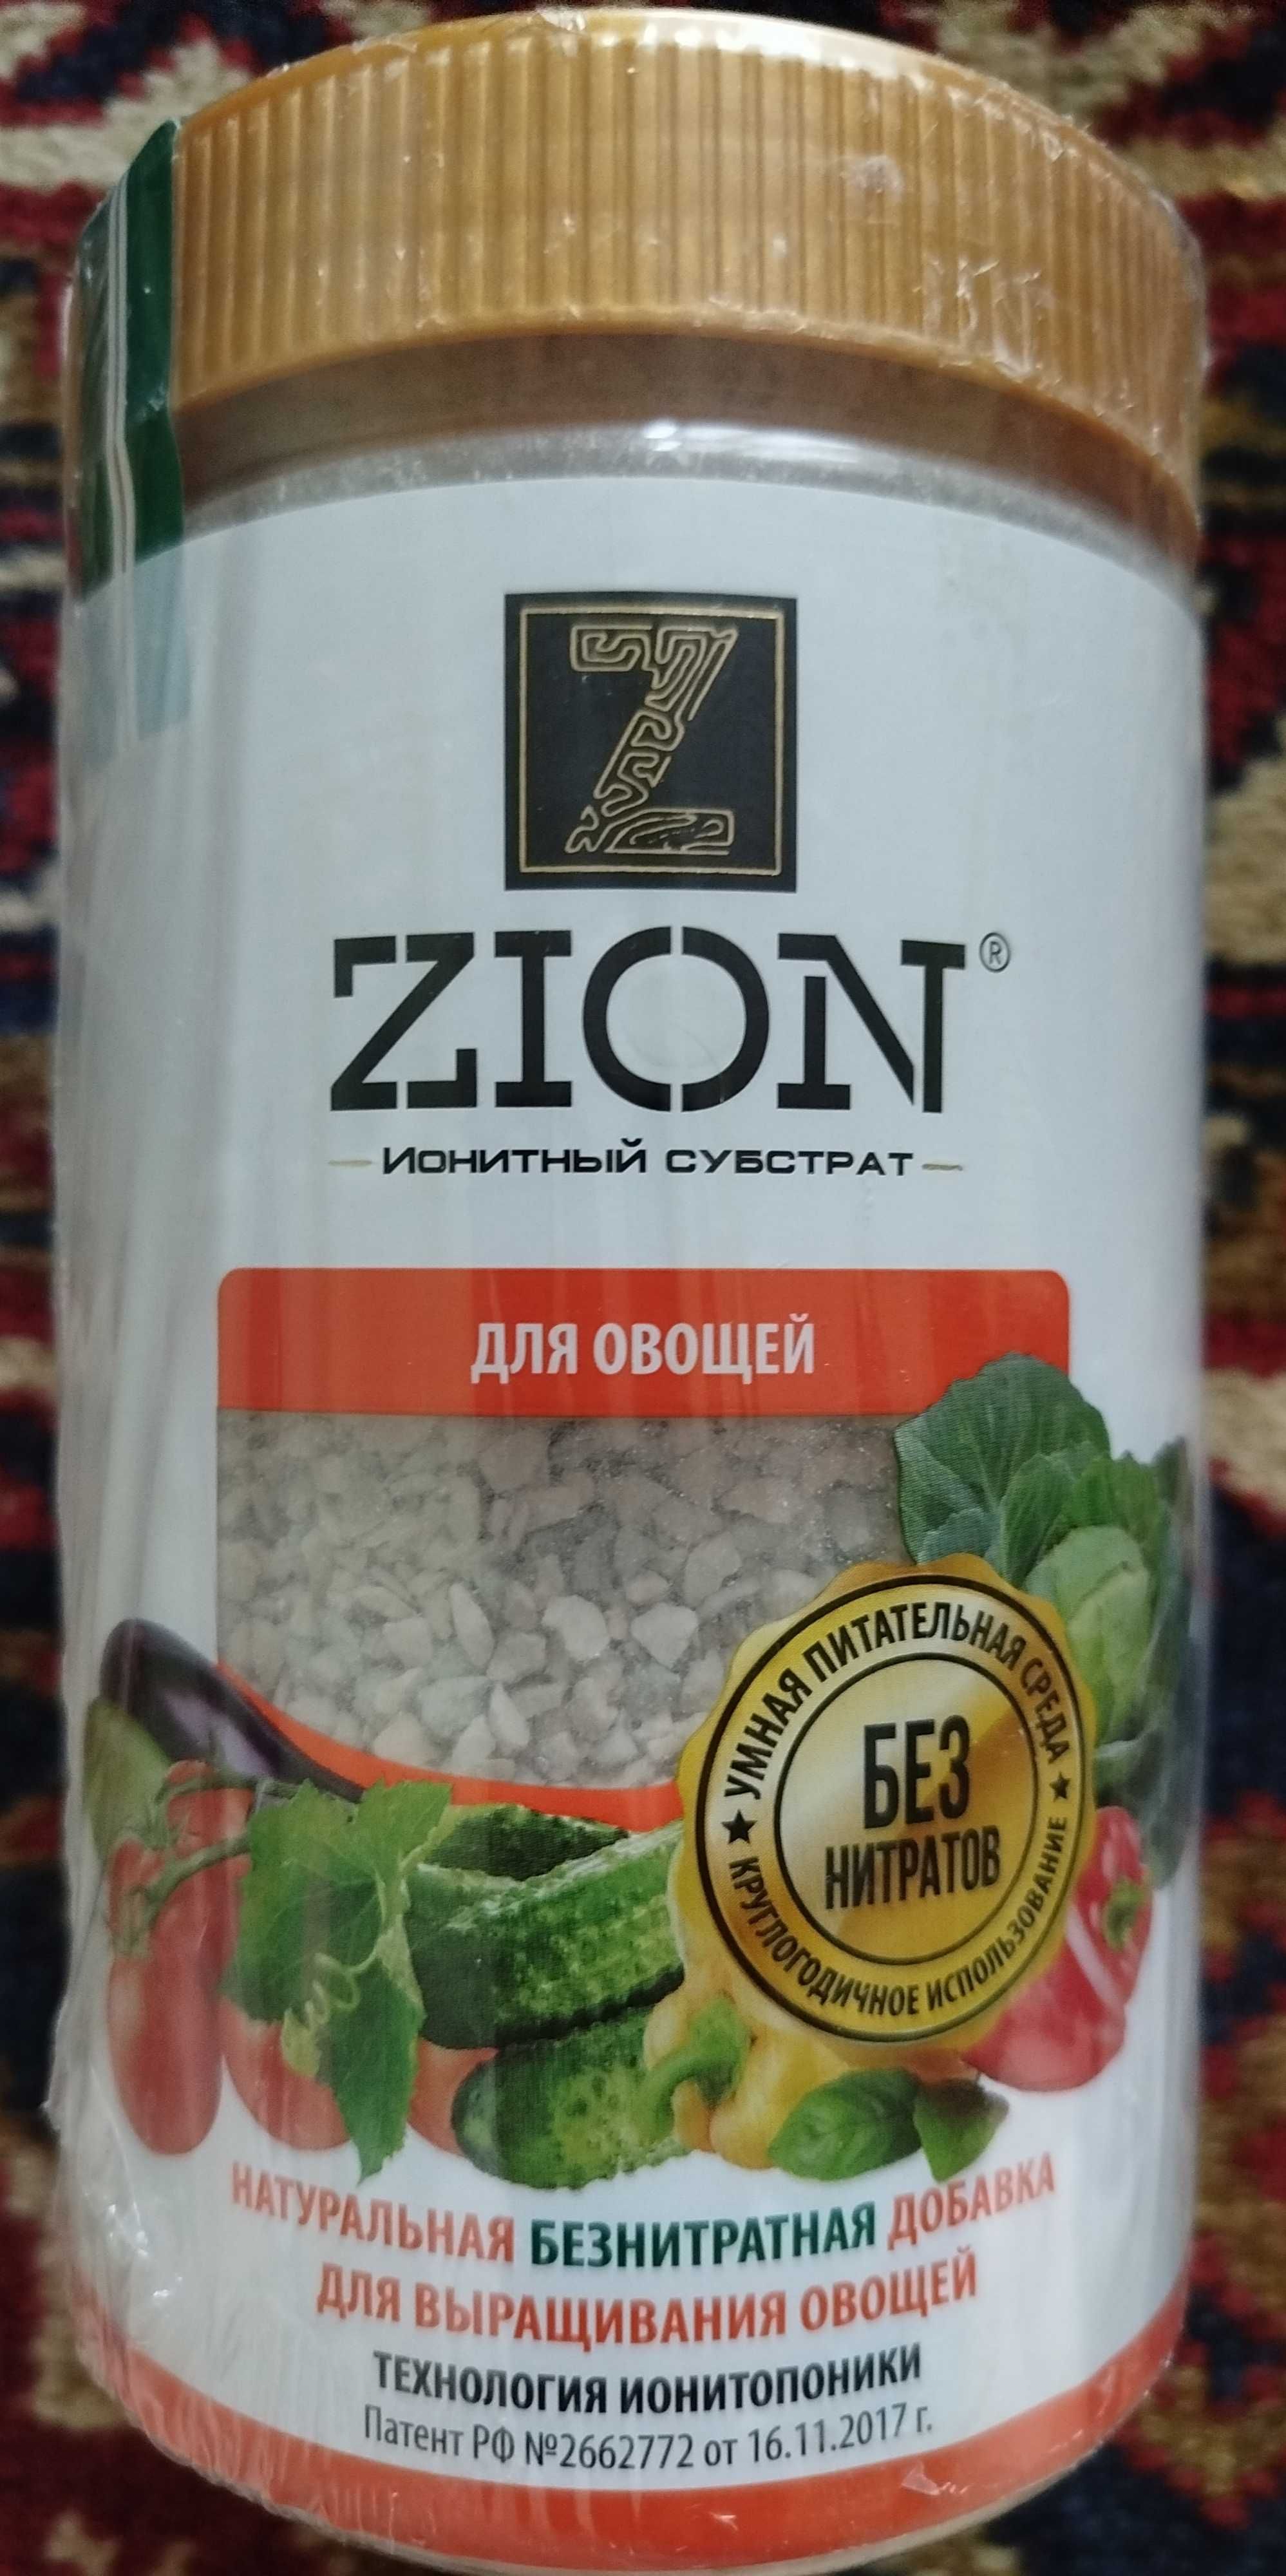 Z
ZION®
ИОНИТНЫЙ СУБСТРАТ
ДЛЯ ОВОЩЕЙ
УМНАЯ ПИТАТЕЛЬНАЯ СРЕДА
БЕЗ
НИТРАТОВ
КРУГЛОГОДИЧНОЕ ИСПОЛЬЗОВАНИЕ
НАТУРАЛЬНАЯ БЕЗНИТРАТНАЯ ДОБАВКА
ДЛЯ ВЫРАЩИВАНИЯ ОВОЩЕЙ
ТЕХНОЛОГИЯ ИОНИТОПОНИКИ
Патент РФ №2662772 от 16.11.2017 г.